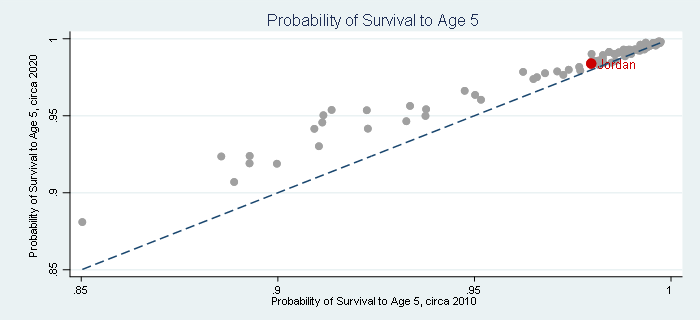 Probability of Survival to Age 5
Probability of Survival to Age 5, circa 2020
1
.95
.9
.85
Jordan
.85
.9
.95
1
Probability of Survival to Age 5, circa 2010